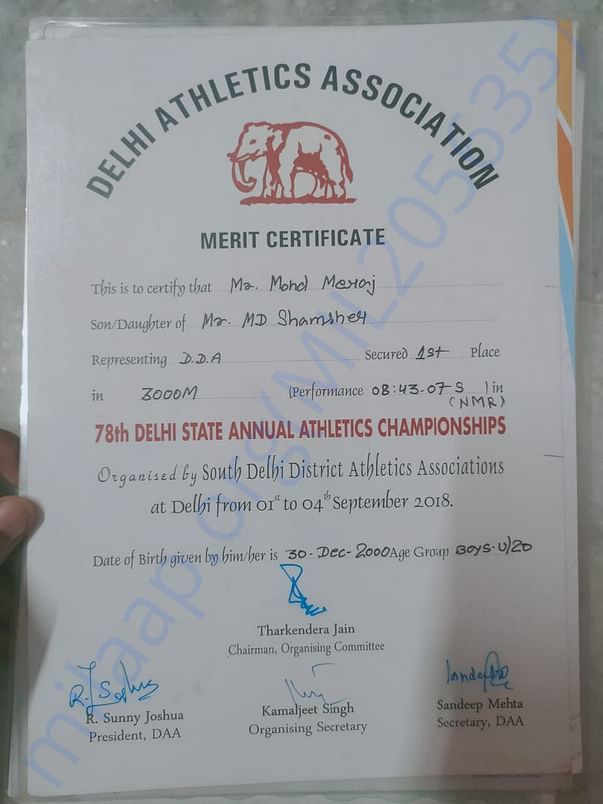 DELHI ATHLETICS ASSOCIATION
MERIT CERTIFICATE
This is to certify that Mr. Mohd Meraj
Son/Daughter of Mr. MD Shamsher
Representing D.D.A Secured 1st Place
in 3000M (Performance 08:43.07 S ) in
(NMR)
78th DELHI STATE ANNUAL ATHLETICS CHAMPIONSHIPS
Organised by South Delhi District Athletics Associations
at Delhi from 01st to 04th September 2018.
Date of Birth given by him/her is 30-Dec-2000 Age Group BOYS-U/20
Tharkendera Jain
Chairman, Organising Committee
R. Sunny Joshua
President, DAA
Kamaljeet Singh
Organising Secretary
Sandeep Mehta
Secretary, DAA
milaap.org/MIL205635